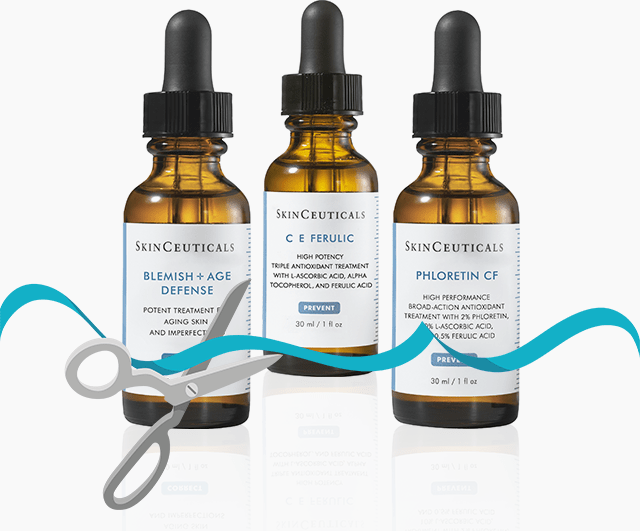 SKINCEUTICALS
BLEMISH ÷ AGE
DEFENSE
POTENT TREATMENT
AGING SKIN
AND
SKINCEUTICALS
C E FERULIC
HIGH POTENCY
TRIPLE ANTIOXIDANT TREATMENT
WITH L-ASCORBIC ACID, ALPHA
TOCOPHEROL, AND FERULIC ACID
PREVENT
30 ml / 1 fl oz
SKINCEUTICALS
PHLORETIN CF
HIGH PERFORMANCE
BROAD-ACTION ANTIOXIDANT
TREATMENT WITH 2% PHLORETIN,
L-ASCORBIC ACID,
0.5% FERULIC ACID
30 ml / 1 fl oz